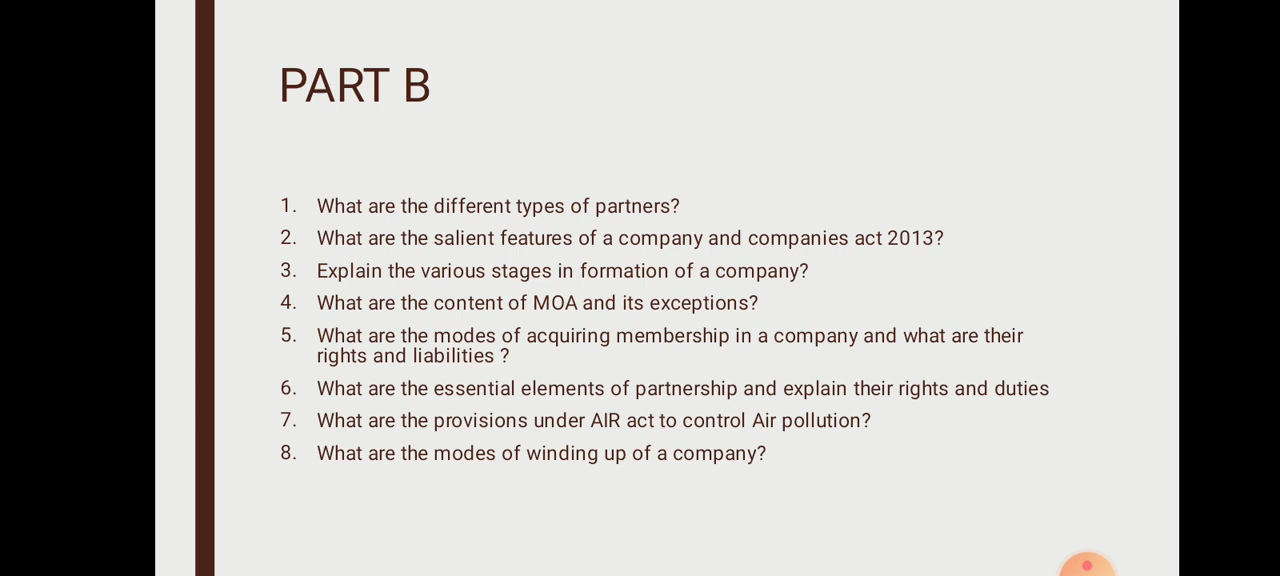 PART B
1. What are the different types of partners?
2. What are the salient features of a company and companies act 2013?
3. Explain the various stages in formation of a company?
4. What are the content of MOA and its exceptions?
5. What are the modes of acquiring membership in a company and what are their
rights and liabilities ?
6. What are the essential elements of partnership and explain their rights and duties
7. What are the provisions under AIR act to control Air pollution?
8. What are the modes of winding up of a company?